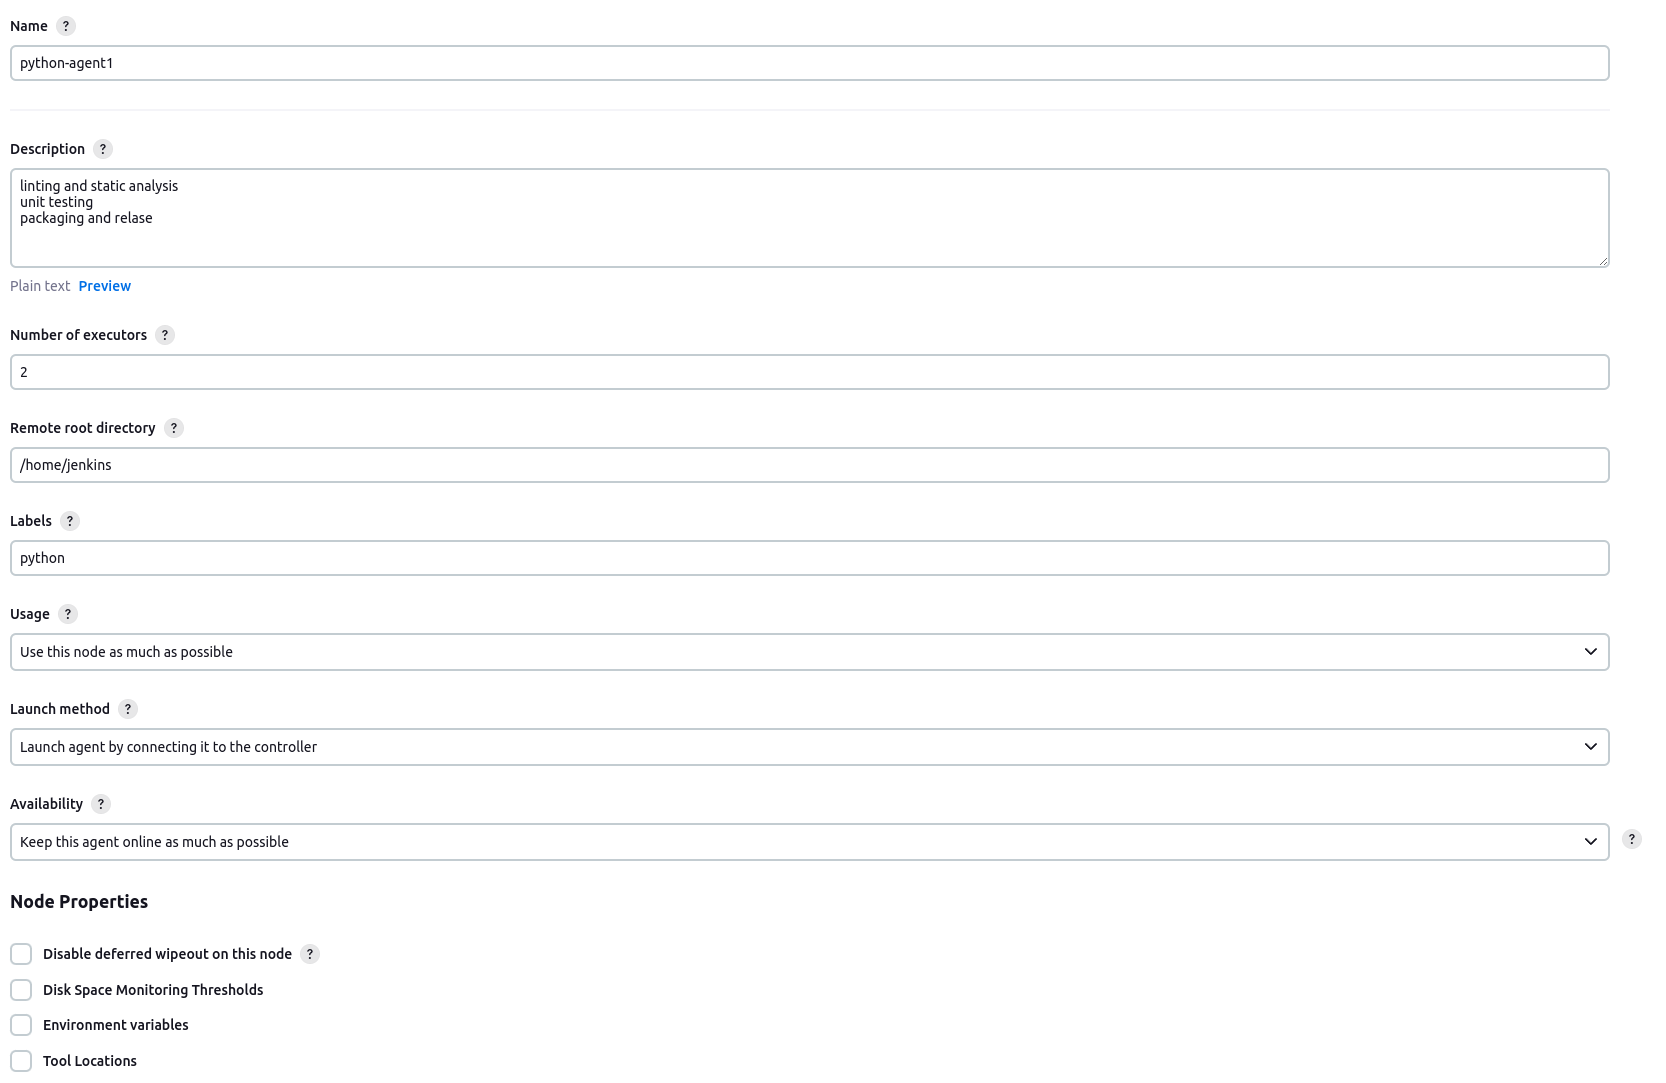 Name ?
python-agent1
Description ?
linting and static analysis
unit testing
packaging and relase
Plain text Preview
Number of executors ?
2
Remote root directory ?
/home/jenkins
Labels ?
python
Usage ?
Use this node as much as possible
Launch method ?
Launch agent by connecting it to the controller
Availability ?
Keep this agent online as much as possible
?
Node Properties
Disable deferred wipeout on this node ?
Disk Space Monitoring Thresholds
Environment variables
Tool Locations